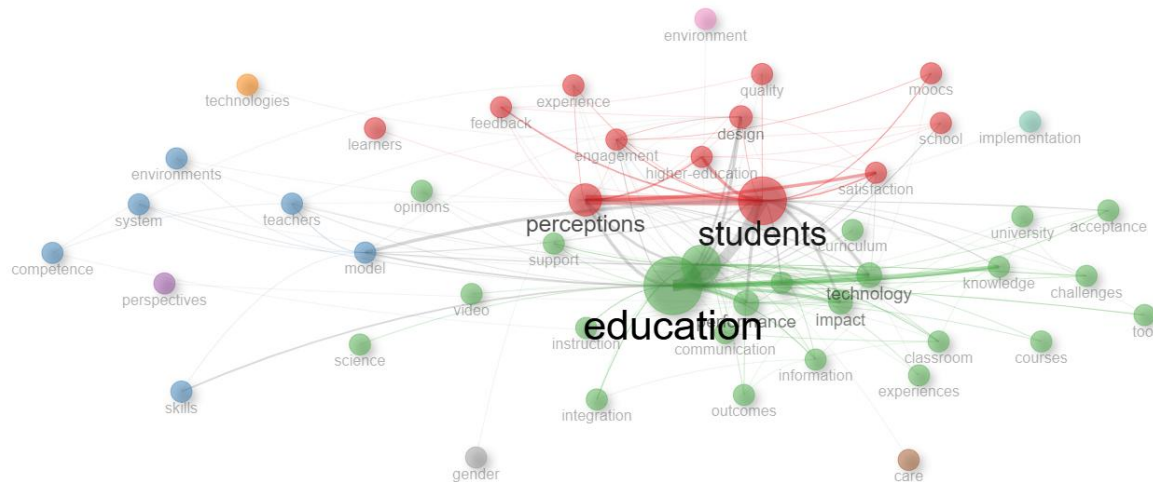 environment
technologies
experience
quality
moocs
feedback
design
learners
engagement
school
implementation
higher-education
environments
satisfaction
opinions
system
teachers
perceptions
students
university
acceptance
curriculum
support
competence
model
perspectives
technology
knowledge
challenges
video
performance
impact
education
instruction
communication
science
classroom
courses
information
experiences
skills
integration
outcomes
gender
care